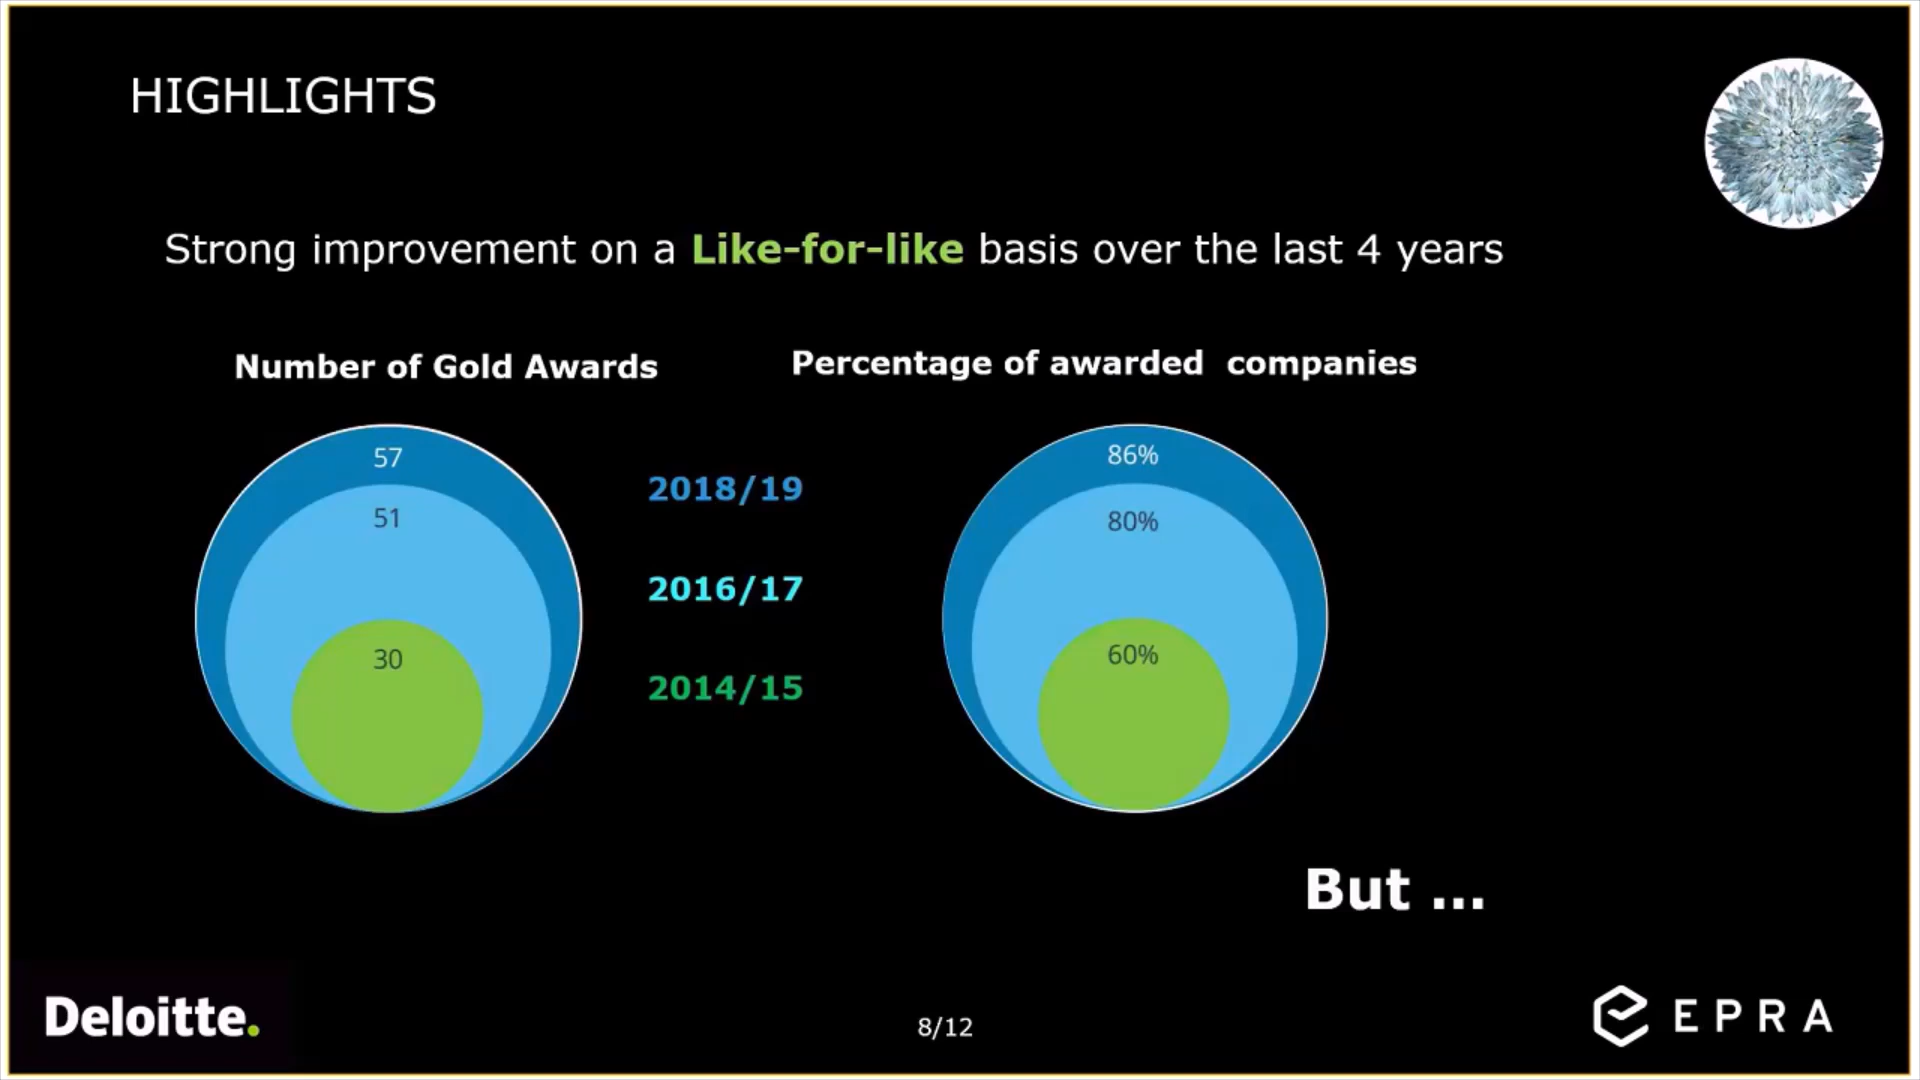 HIGHLIGHTS
Strong improvement on a Like-for-like basis over the last 4 years
Number of Gold Awards
Percentage of awarded companies
57
51
30
2018/19
2016/17
2014/15
86%
80%
60%
But ...
Deloitte.
8/12
EPRA